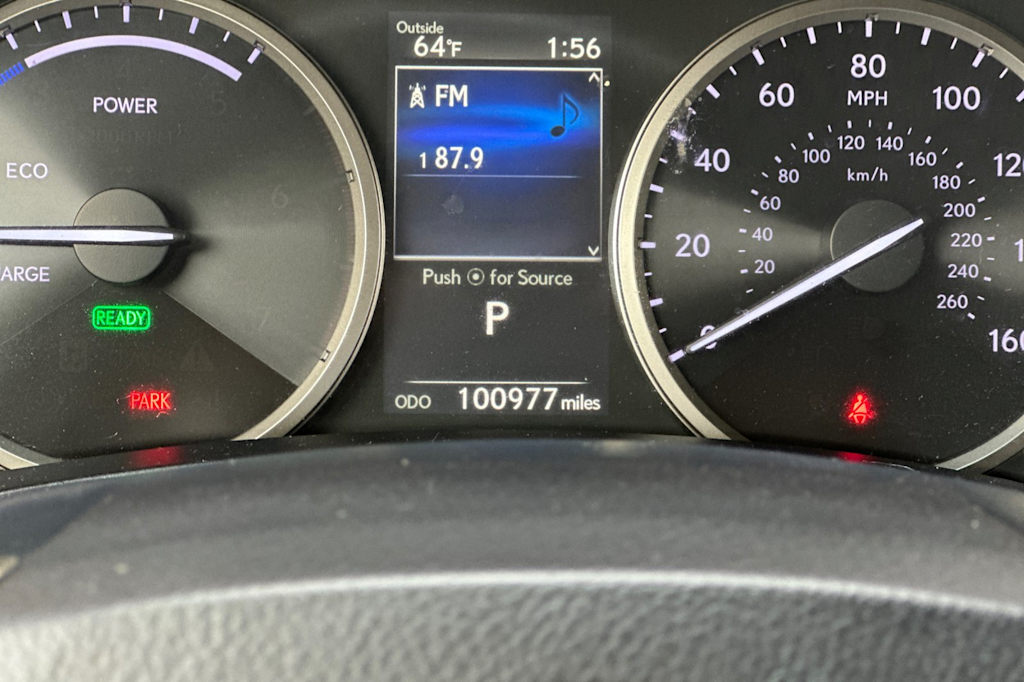 Outside
64°F 1:56
FM
1 87.9
Push for Source
P
ODO 100977 miles
POWER
ECO
ARGE
READY
PARK
0 20 40 60 80 100 120 160
MPH
20 40 60 80 100 120 140 160 180 200 220 240 260
km/h